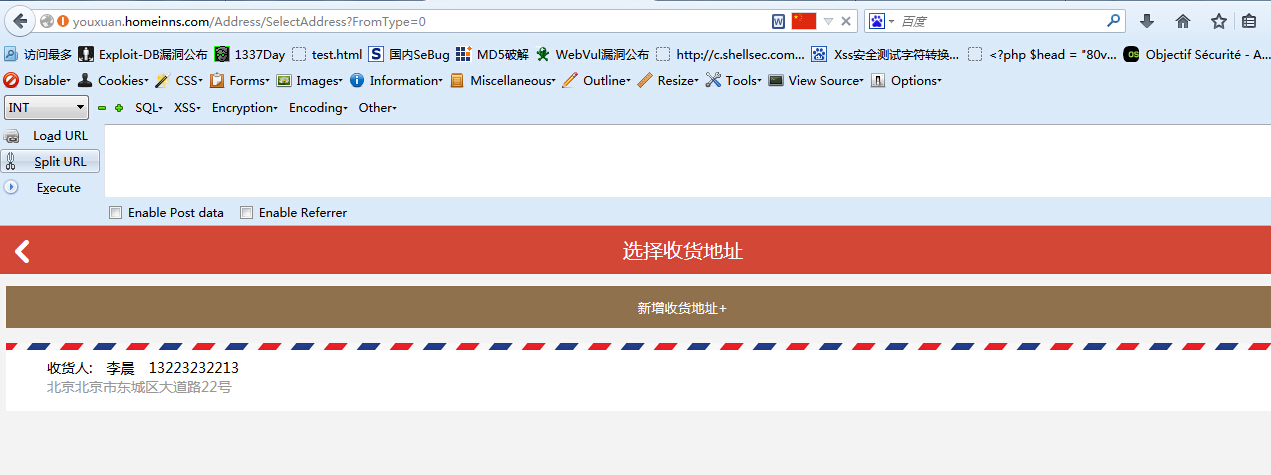 youxuan.homeinns.com/Address/SelectAddress?FromType=0 百度
访问最多 Exploit-DB漏洞公布 1337Day test.html 国内SeBug MD5破解 WebVul漏洞公布 http://c.shellsec.com... Xss安全测试字符转换... <?php $head = "80v... Objectif Sécurité - A...
Disable Cookies CSS Forms Images Information Miscellaneous Outline Resize Tools View Source Options
INT SQL XSS Encryption Encoding Other
Load URL
Split URL
Execute
Enable Post data Enable Referrer
选择收货地址
新增收货地址+
收货人: 李晨 13223232213
北京北京市东城区大道路22号